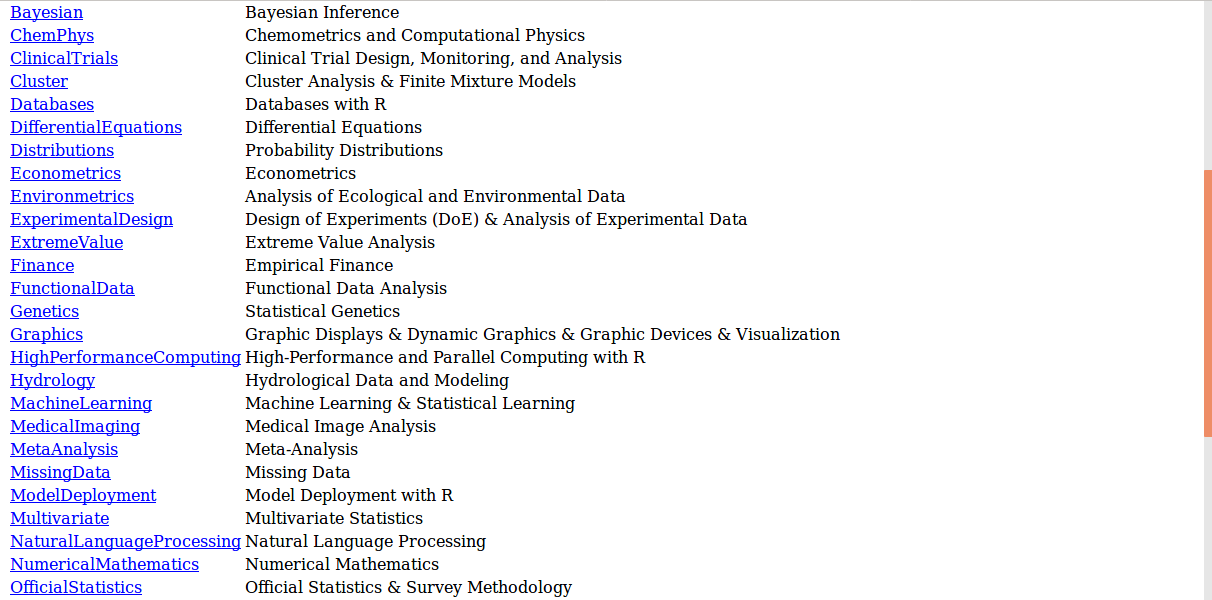 Bayesian Bayesian Inference
ChemPhys Chemometrics and Computational Physics
ClinicalTrials Clinical Trial Design, Monitoring, and Analysis
Cluster Cluster Analysis & Finite Mixture Models
Databases Databases with R
DifferentialEquations Differential Equations
Distributions Probability Distributions
Econometrics Econometrics
Environmetrics Analysis of Ecological and Environmental Data
ExperimentalDesign Design of Experiments (DoE) & Analysis of Experimental Data
ExtremeValue Extreme Value Analysis
Finance Empirical Finance
FunctionalData Functional Data Analysis
Genetics Statistical Genetics
Graphics Graphic Displays & Dynamic Graphics & Graphic Devices & Visualization
HighPerformanceComputing High-Performance and Parallel Computing with R
Hydrology Hydrological Data and Modeling
MachineLearning Machine Learning & Statistical Learning
MedicalImaging Medical Image Analysis
MetaAnalysis Meta-Analysis
MissingData Missing Data
ModelDeployment Model Deployment with R
Multivariate Multivariate Statistics
NaturalLanguageProcessing Natural Language Processing
NumericalMathematics Numerical Mathematics
OfficialStatistics Official Statistics & Survey Methodology